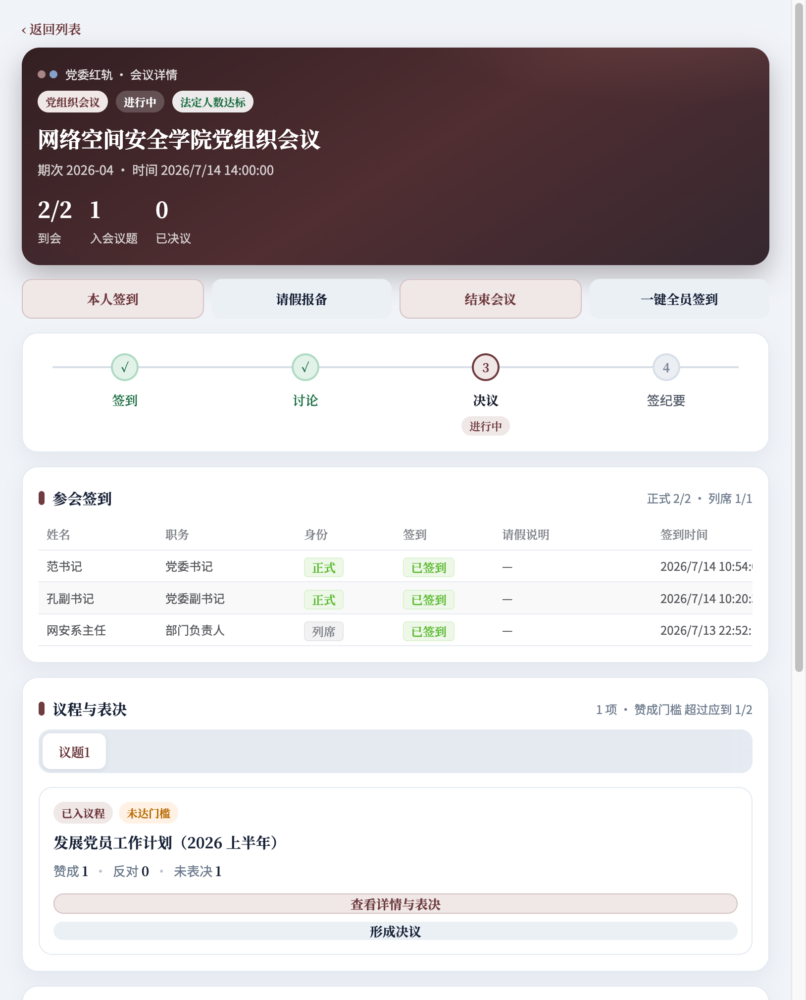 ‹ 返回列表
党委红轨 · 会议详情
党组织会议 进行中 法定人数达标
网络空间安全学院党组织会议
期次 2026-04 · 时间 2026/7/14 14:00:00
2/2 1 0
到会 入会议题 已决议
本人签到 请假报备 结束会议 一键全员签到
✓ ✓ 3 4
签到 讨论 决议 签纪要
进行中
参会签到 正式 2/2 · 列席 1/1
姓名 职务 身份 签到 请假说明 签到时间
范书记 党委书记 正式 已签到 — 2026/7/14 10:54:
孔副书记 党委副书记 正式 已签到 — 2026/7/14 10:20:
网安系主任 部门负责人 列席 已签到 — 2026/7/13 22:52:
议程与表决 1 项 · 赞成门槛 超过应到 1/2
议题1
已入议程 未达门槛
发展党员工作计划（2026 上半年）
赞成 1 · 反对 0 · 未表决 1
查看详情与表决
形成决议